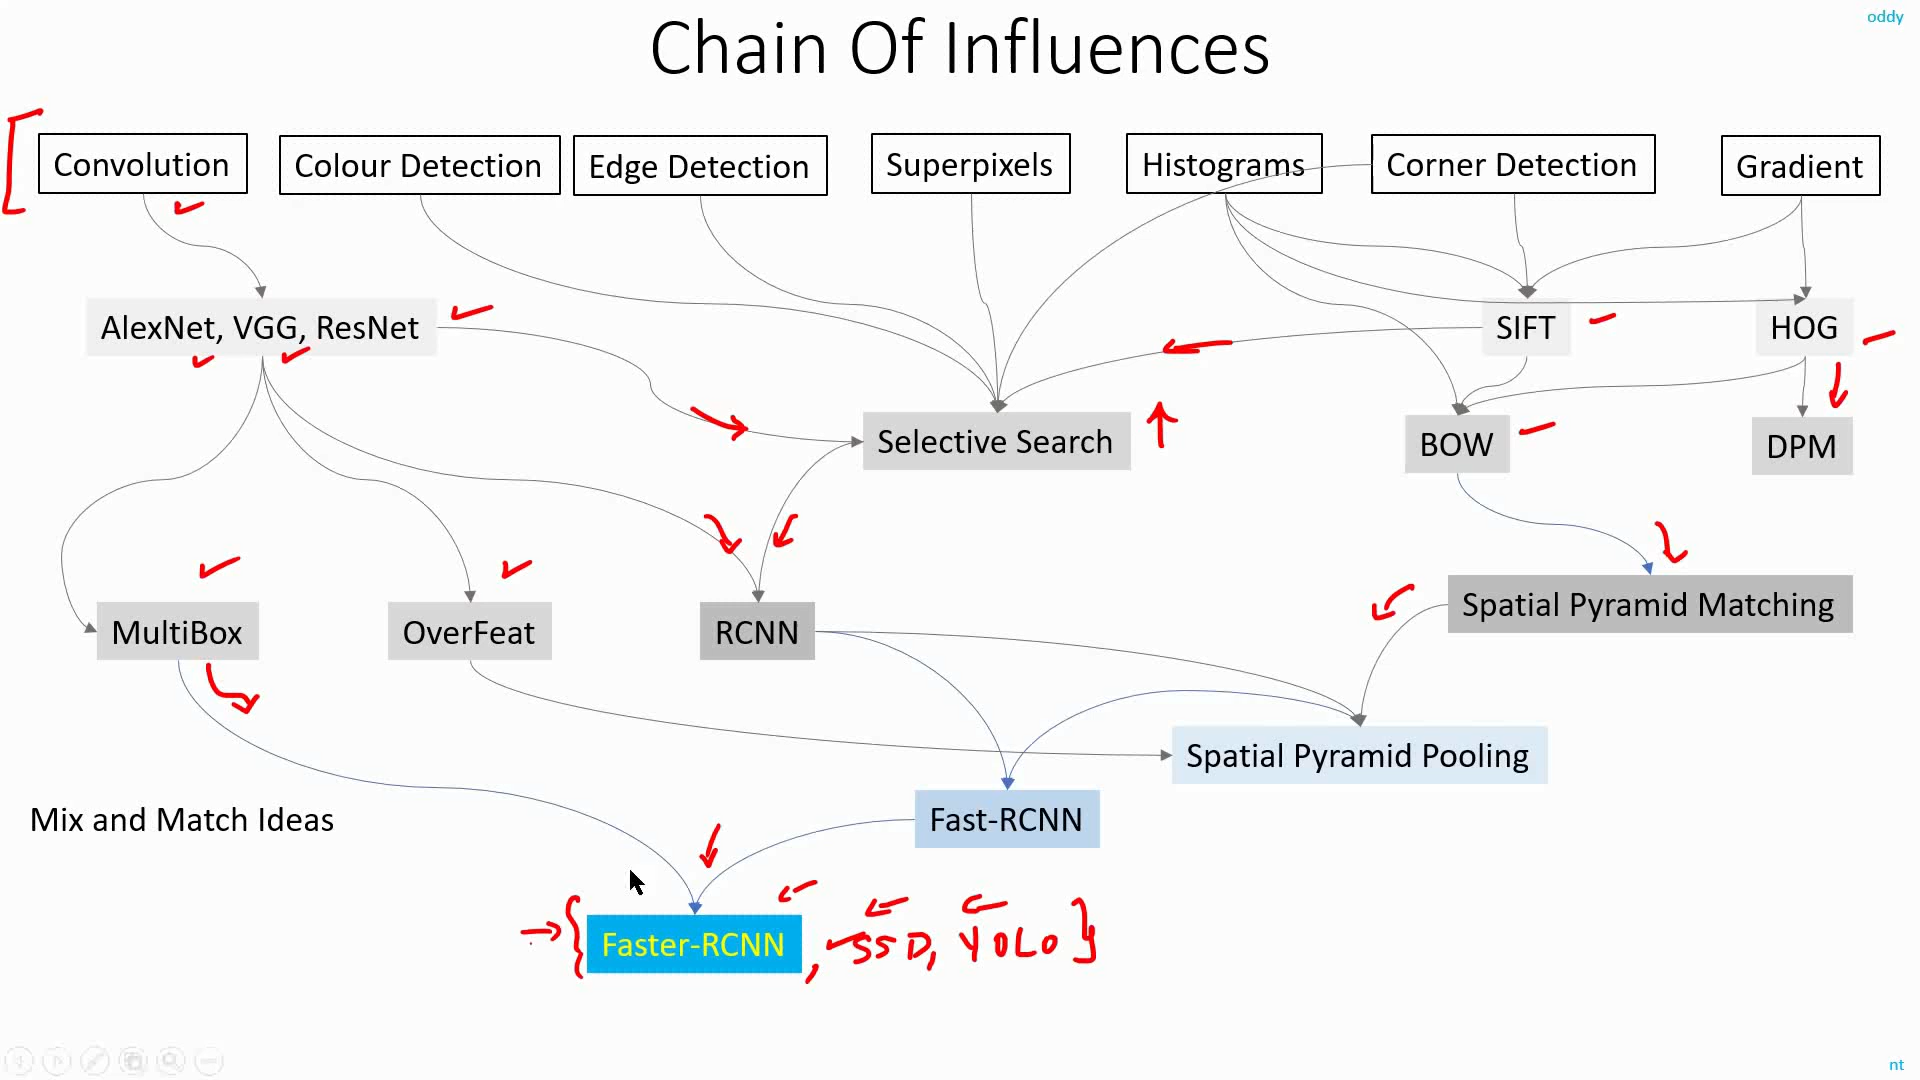 oddy
Chain Of Influences
Convolution
Colour Detection
Edge Detection
Superpixels
Histograms
Corner Detection
Gradient
AlexNet, VGG, ResNet
SIFT
HOG
Selective Search
BOW
DPM
MultiBox
OverFeat
RCNN
Spatial Pyramid Matching
Spatial Pyramid Pooling
Mix and Match Ideas
Fast-RCNN
{ Faster-RCNN , SSD, YOLO }
nt